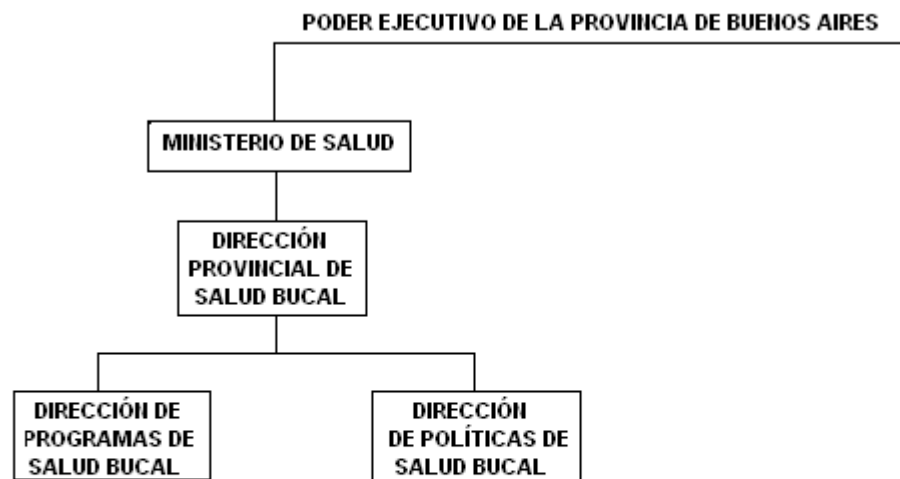 PODER EJECUTIVO DE LA PROVINCIA DE BUENOS AIRES
MINISTERIO DE SALUD
DIRECCIÓN
PROVINCIAL DE
SALUD BUCAL
DIRECCIÓN DE
PROGRAMAS DE
SALUD BUCAL
DIRECCIÓN
DE POLÍTICAS DE
SALUD BUCAL